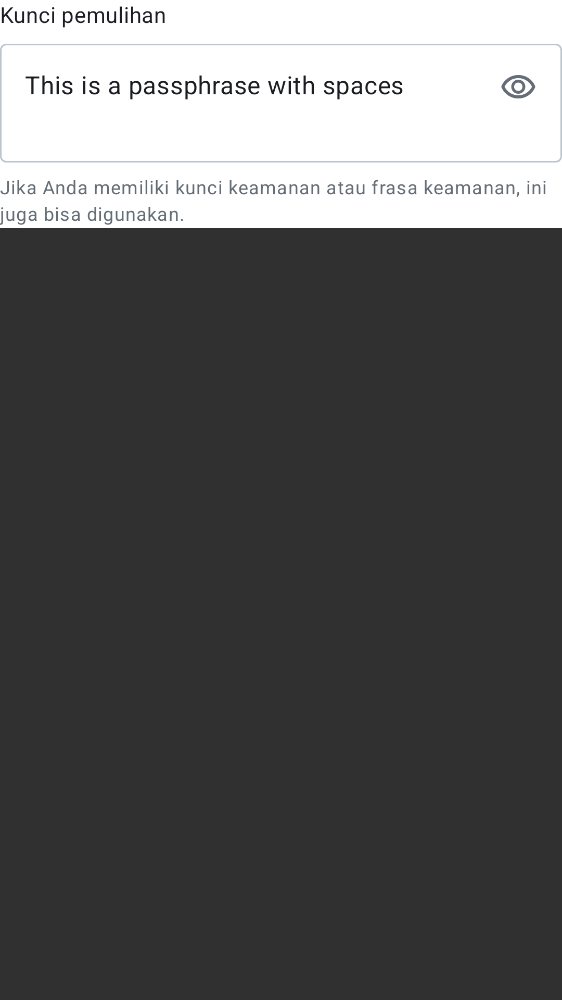 Kunci pemulihan
This is a passphrase with spaces
Jika Anda memiliki kunci keamanan atau frasa keamanan, ini
juga bisa digunakan.